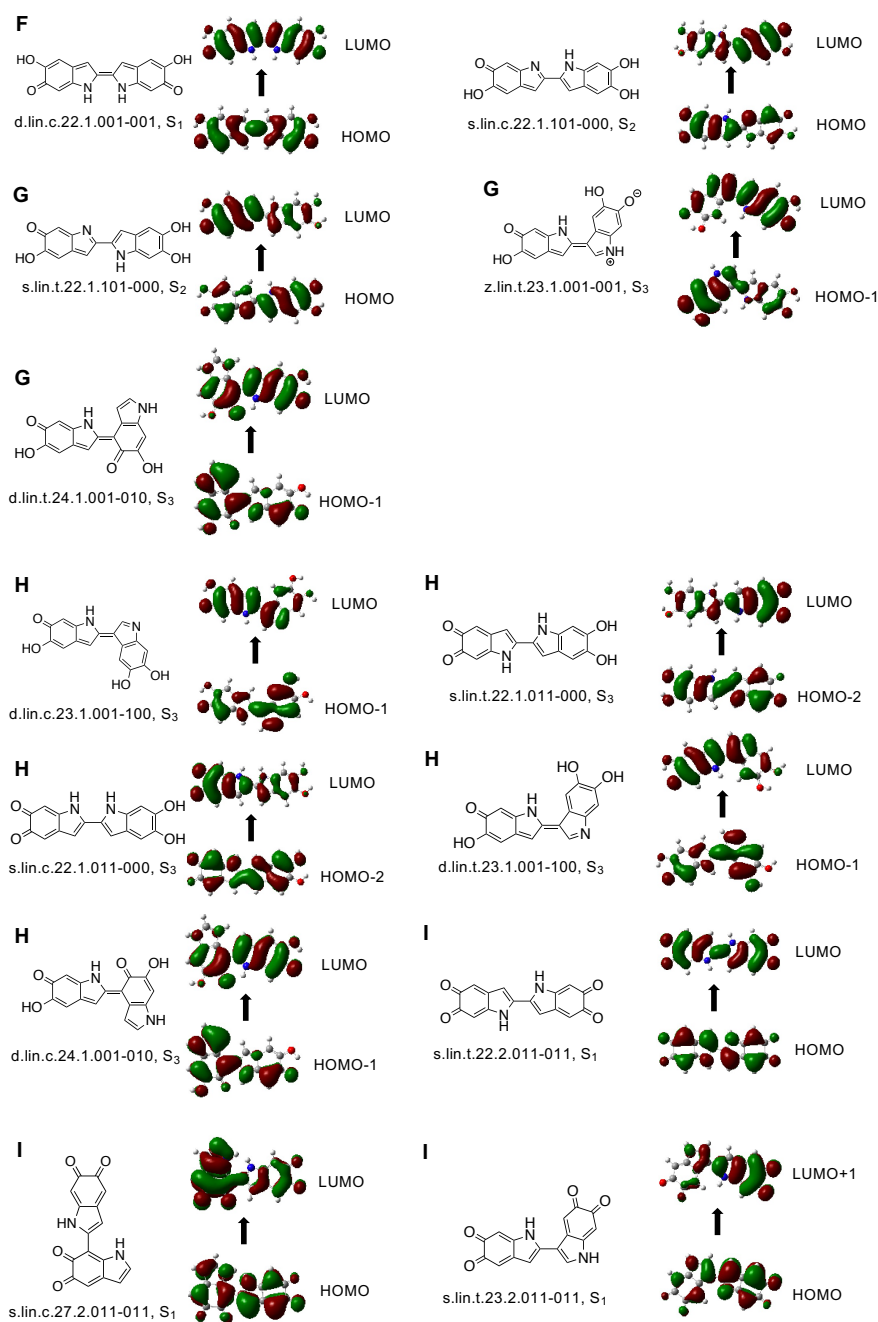 F
HO
OH
O
O
N
H
N
H
d.lin.c.22.1.001-001, S1
LUMO
HOMO
O
HO
N
H
N
OH
OH
s.lin.c.22.1.101-000, S2
LUMO
HOMO
G
O
HO
N
N
H
OH
OH
s.lin.t.22.1.101-000, S2
LUMO
HOMO
G
HO
O⊖
O
HO
H
N
NH
⊕
z.lin.t.23.1.001-001, S3
LUMO
HOMO-1
G
O
HO
H
N
NH
O
OH
d.lin.t.24.1.001-010, S3
LUMO
HOMO-1
H
O
HO
H
N
N
HO
OH
d.lin.c.23.1.001-100, S3
LUMO
HOMO-1
H
O
O
H
N
N
H
OH
OH
s.lin.t.22.1.011-000, S3
LUMO
HOMO-2
H
O
O
H
N
H
N
OH
OH
s.lin.c.22.1.011-000, S3
LUMO
HOMO-2
H
HO
OH
O
HO
H
N
N
d.lin.t.23.1.001-100, S3
LUMO
HOMO-1
H
O
HO
H
N
O
OH
N
H
d.lin.c.24.1.001-010, S3
LUMO
HOMO-1
I
O
O
H
N
N
H
O
O
s.lin.t.22.2.011-011, S1
LUMO
HOMO
I
O
O
HN
O
O
H
N
s.lin.c.27.2.011-011, S1
LUMO
HOMO
I
O
O
H
N
O
O
NH
s.lin.t.23.2.011-011, S1
LUMO+1
HOMO